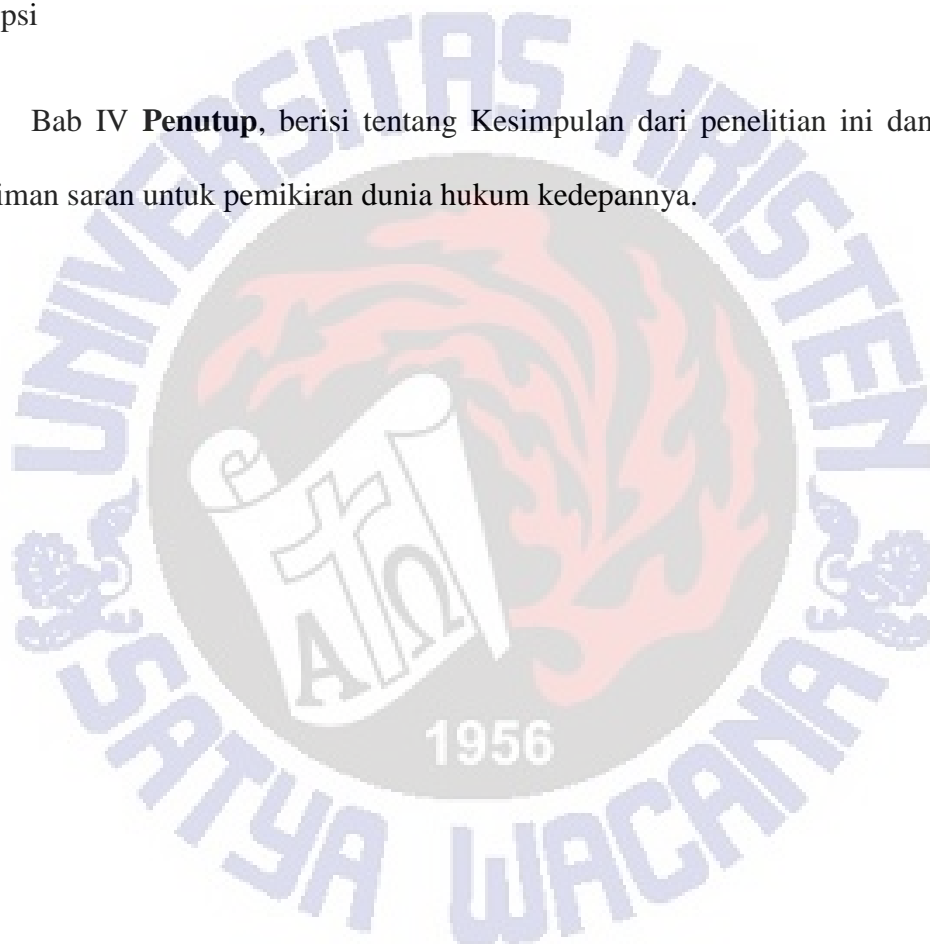 psi
Bab IV Penutup, berisi tentang Kesimpulan dari penelitian ini dan
iman saran untuk pemikiran dunia hukum kedepannya.
UNIVERSITAS KRISTEN
Α Ω
1956
SATYA WACANA